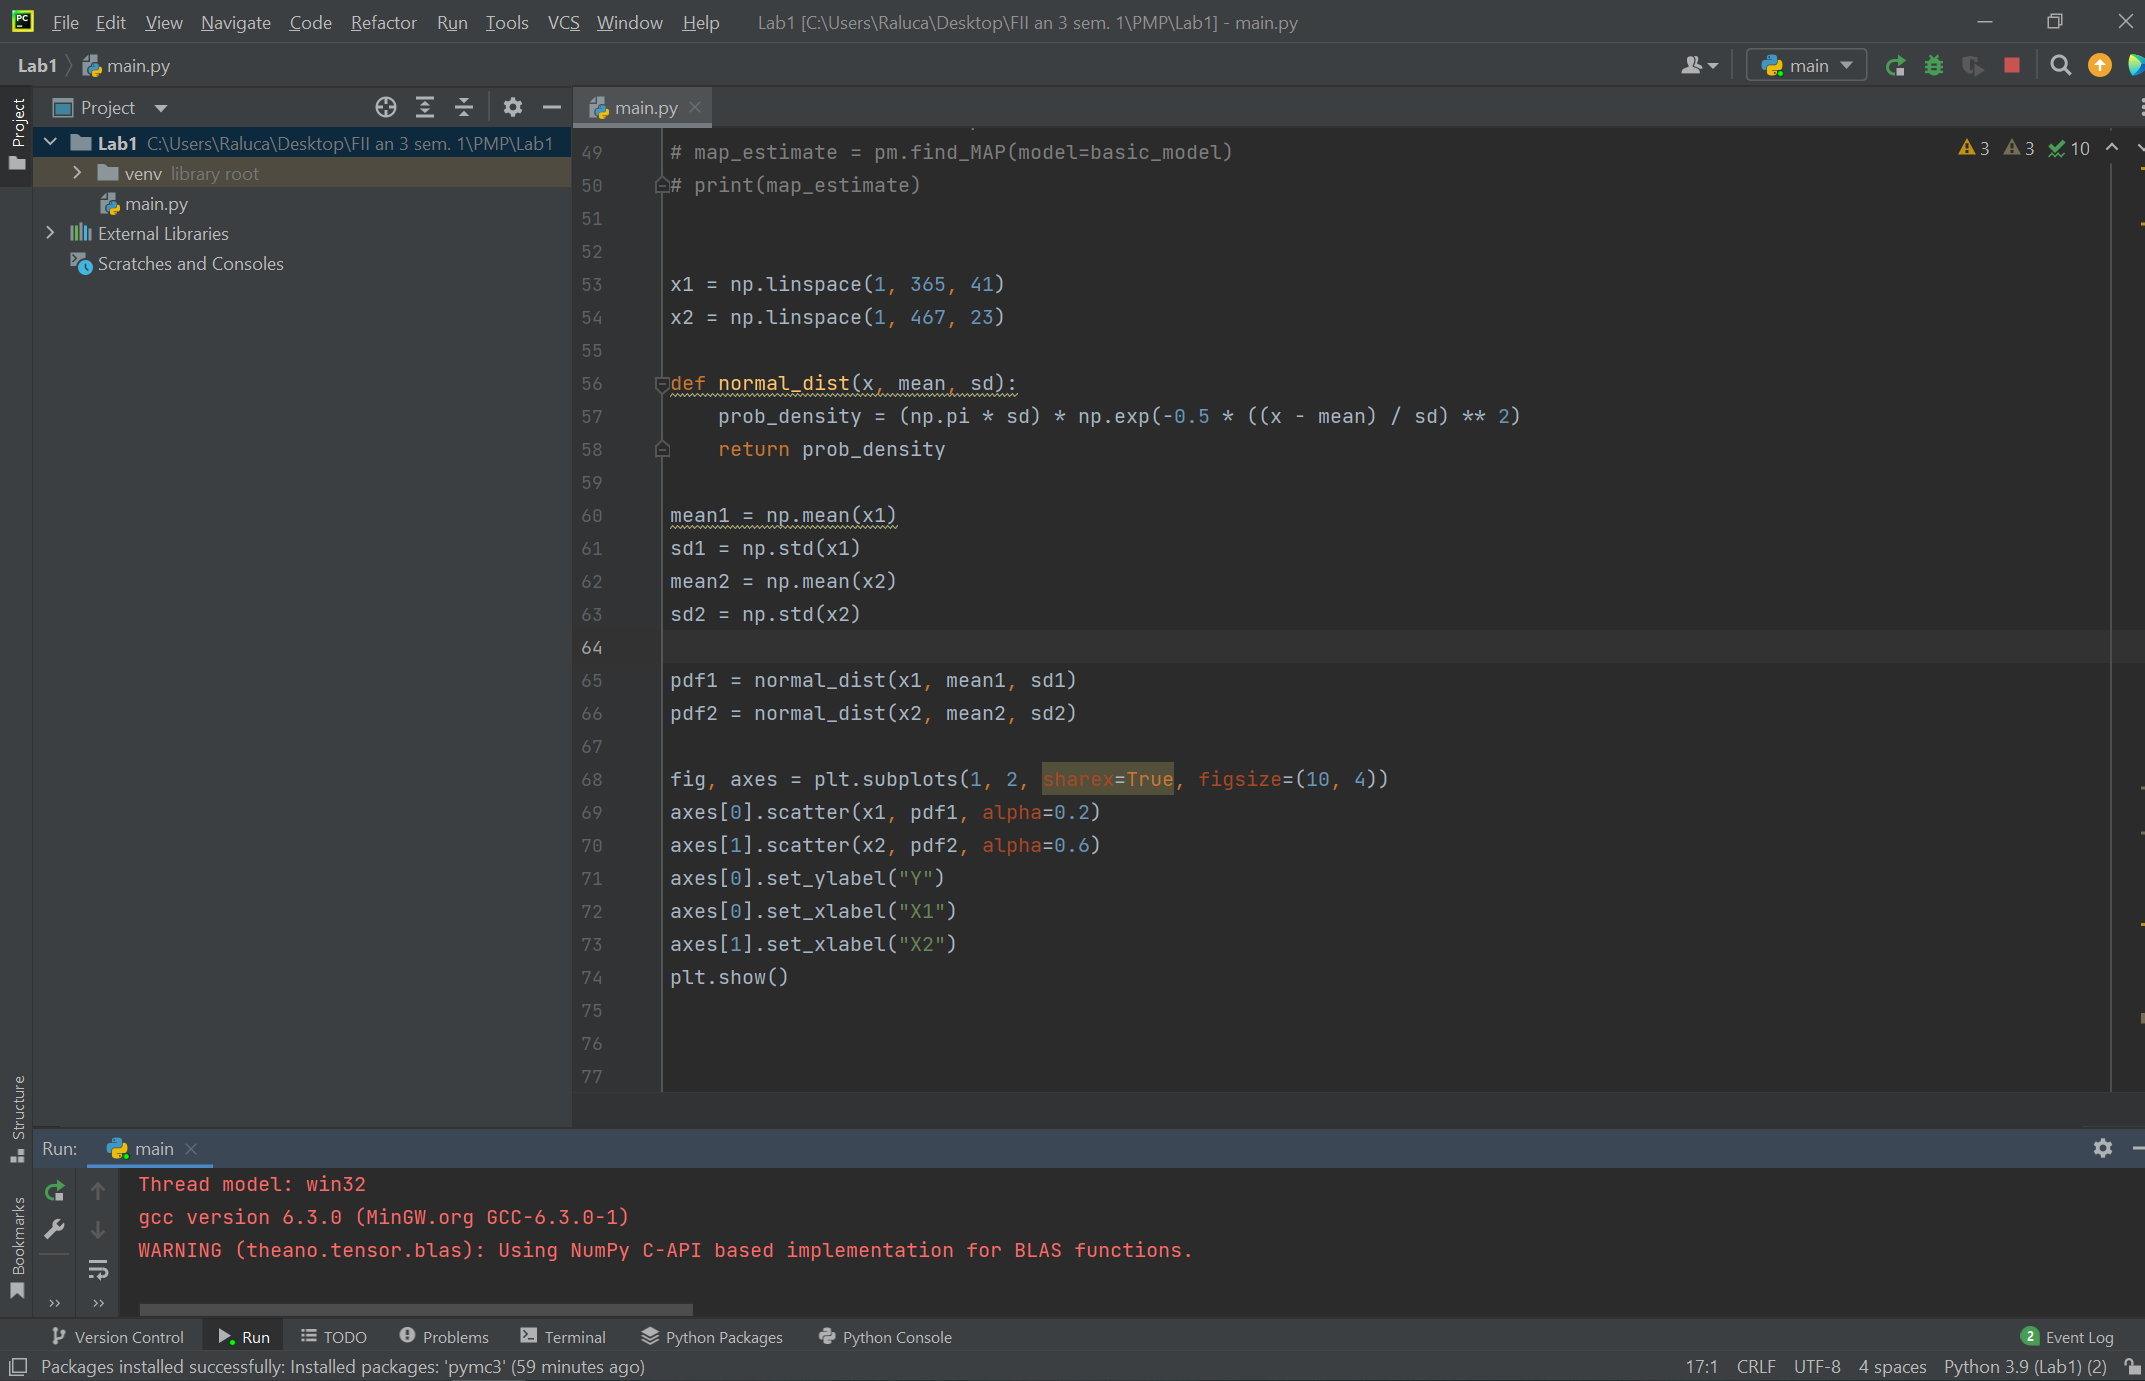 PC File Edit View Navigate Code Refactor Run Tools VCS Window Help Lab1 [C:\Users\Raluca\Desktop\FII an 3 sem. 1\PMP\Lab1] - main.py
Lab1 main.py main
Project main.py
Project
Lab1 C:\Users\Raluca\Desktop\FII an 3 sem. 1\PMP\Lab1
venv library root
main.py
External Libraries
Scratches and Consoles
3 3 10
49 # map_estimate = pm.find_MAP(model=basic_model)
50 # print(map_estimate)
51
52
53 x1 = np.linspace(1, 365, 41)
54 x2 = np.linspace(1, 467, 23)
55
56 def normal_dist(x, mean, sd):
57 prob_density = (np.pi * sd) * np.exp(-0.5 * ((x - mean) / sd) ** 2)
58 return prob_density
59
60 mean1 = np.mean(x1)
61 sd1 = np.std(x1)
62 mean2 = np.mean(x2)
63 sd2 = np.std(x2)
64
65 pdf1 = normal_dist(x1, mean1, sd1)
66 pdf2 = normal_dist(x2, mean2, sd2)
67
68 fig, axes = plt.subplots(1, 2, sharex=True, figsize=(10, 4))
69 axes[0].scatter(x1, pdf1, alpha=0.2)
70 axes[1].scatter(x2, pdf2, alpha=0.6)
71 axes[0].set_ylabel("Y")
72 axes[0].set_xlabel("X1")
73 axes[1].set_xlabel("X2")
74 plt.show()
75
76
77
Structure
Bookmarks
Run: main
Thread model: win32
gcc version 6.3.0 (MinGW.org GCC-6.3.0-1)
WARNING (theano.tensor.blas): Using NumPy C-API based implementation for BLAS functions.
Version Control Run TODO Problems Terminal Python Packages Python Console 2 Event Log
Packages installed successfully: Installed packages: 'pymc3' (59 minutes ago) 17:1 CRLF UTF-8 4 spaces Python 3.9 (Lab1) (2)